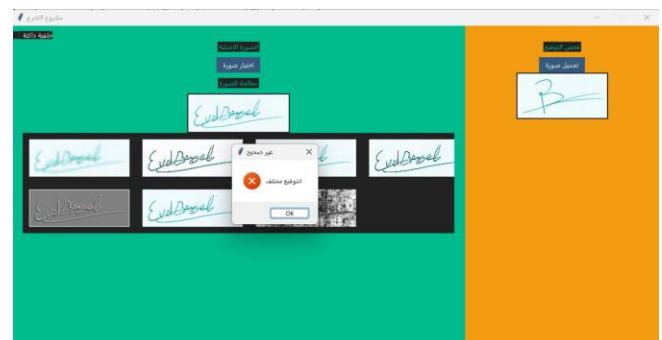 مشروع التخرج
خلفية داكنة
الصورة الاصلية
اختيار صورة
معالجة الصورة
فحص التوقيع
تحميل صورة
غير صحيح
التوقيع مختلف
OK